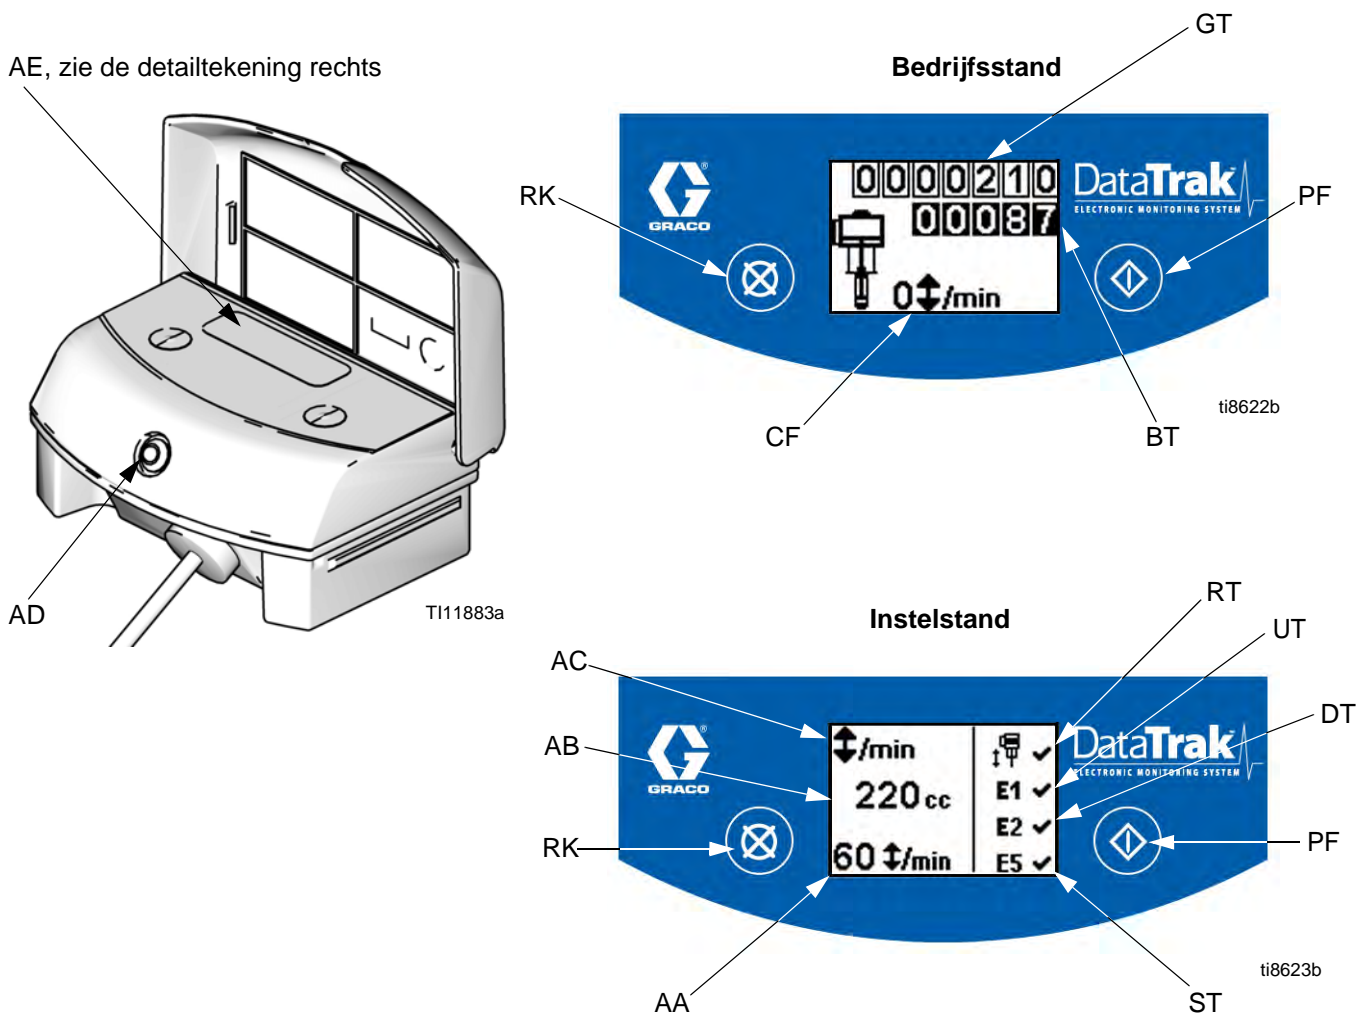 AE, zie de detailtekening rechts
AD
TI11883a
Bedrijfsstand
GT
RK
PF
GRACO
DataTrak
ELECTRONIC MONITORING SYSTEM
0000210
00087
0 /min
CF
BT
ti8622b
Instelstand
RT
UT
DT
AC
AB
RK
PF
GRACO
DataTrak
ELECTRONIC MONITORING SYSTEM
/min
220 cc
60 /min
E1
E2
E5
AA
ST
ti8623b